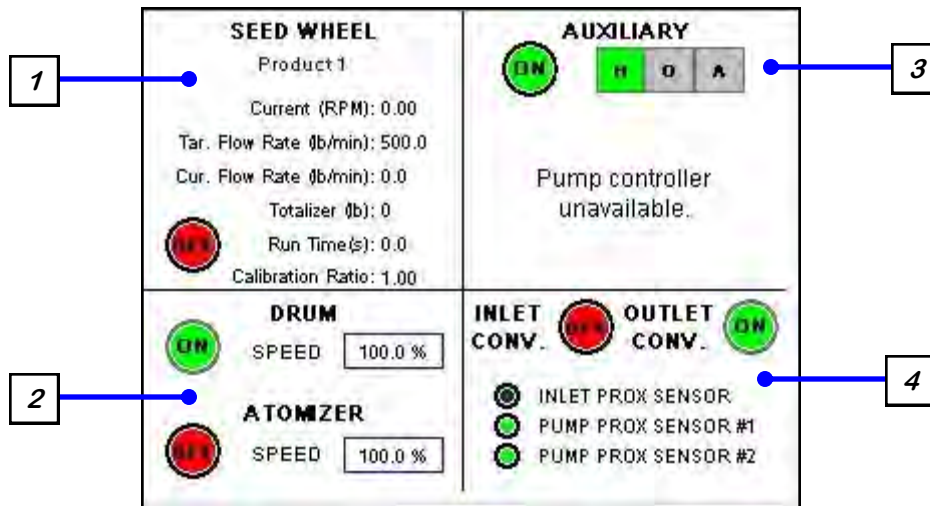 SEED WHEEL
Product 1
Current (RPM): 0.00
Tar. Flow Rate (lb/min): 500.0
Cur. Flow Rate (lb/min): 0.0
Totalizer (lb): 0
Run Time(s): 0.0
OFF
Calibration Ratio: 1.00
1
AUXILIARY
ON
H O A
Pump controller
unavailable.
3
DRUM
ON
SPEED 100.0 %
ATOMIZER
OFF
SPEED 100.0 %
2
INLET CONV.
OFF
OUTLET CONV.
ON
INLET PROX SENSOR
PUMP PROX SENSOR #1
PUMP PROX SENSOR #2
4